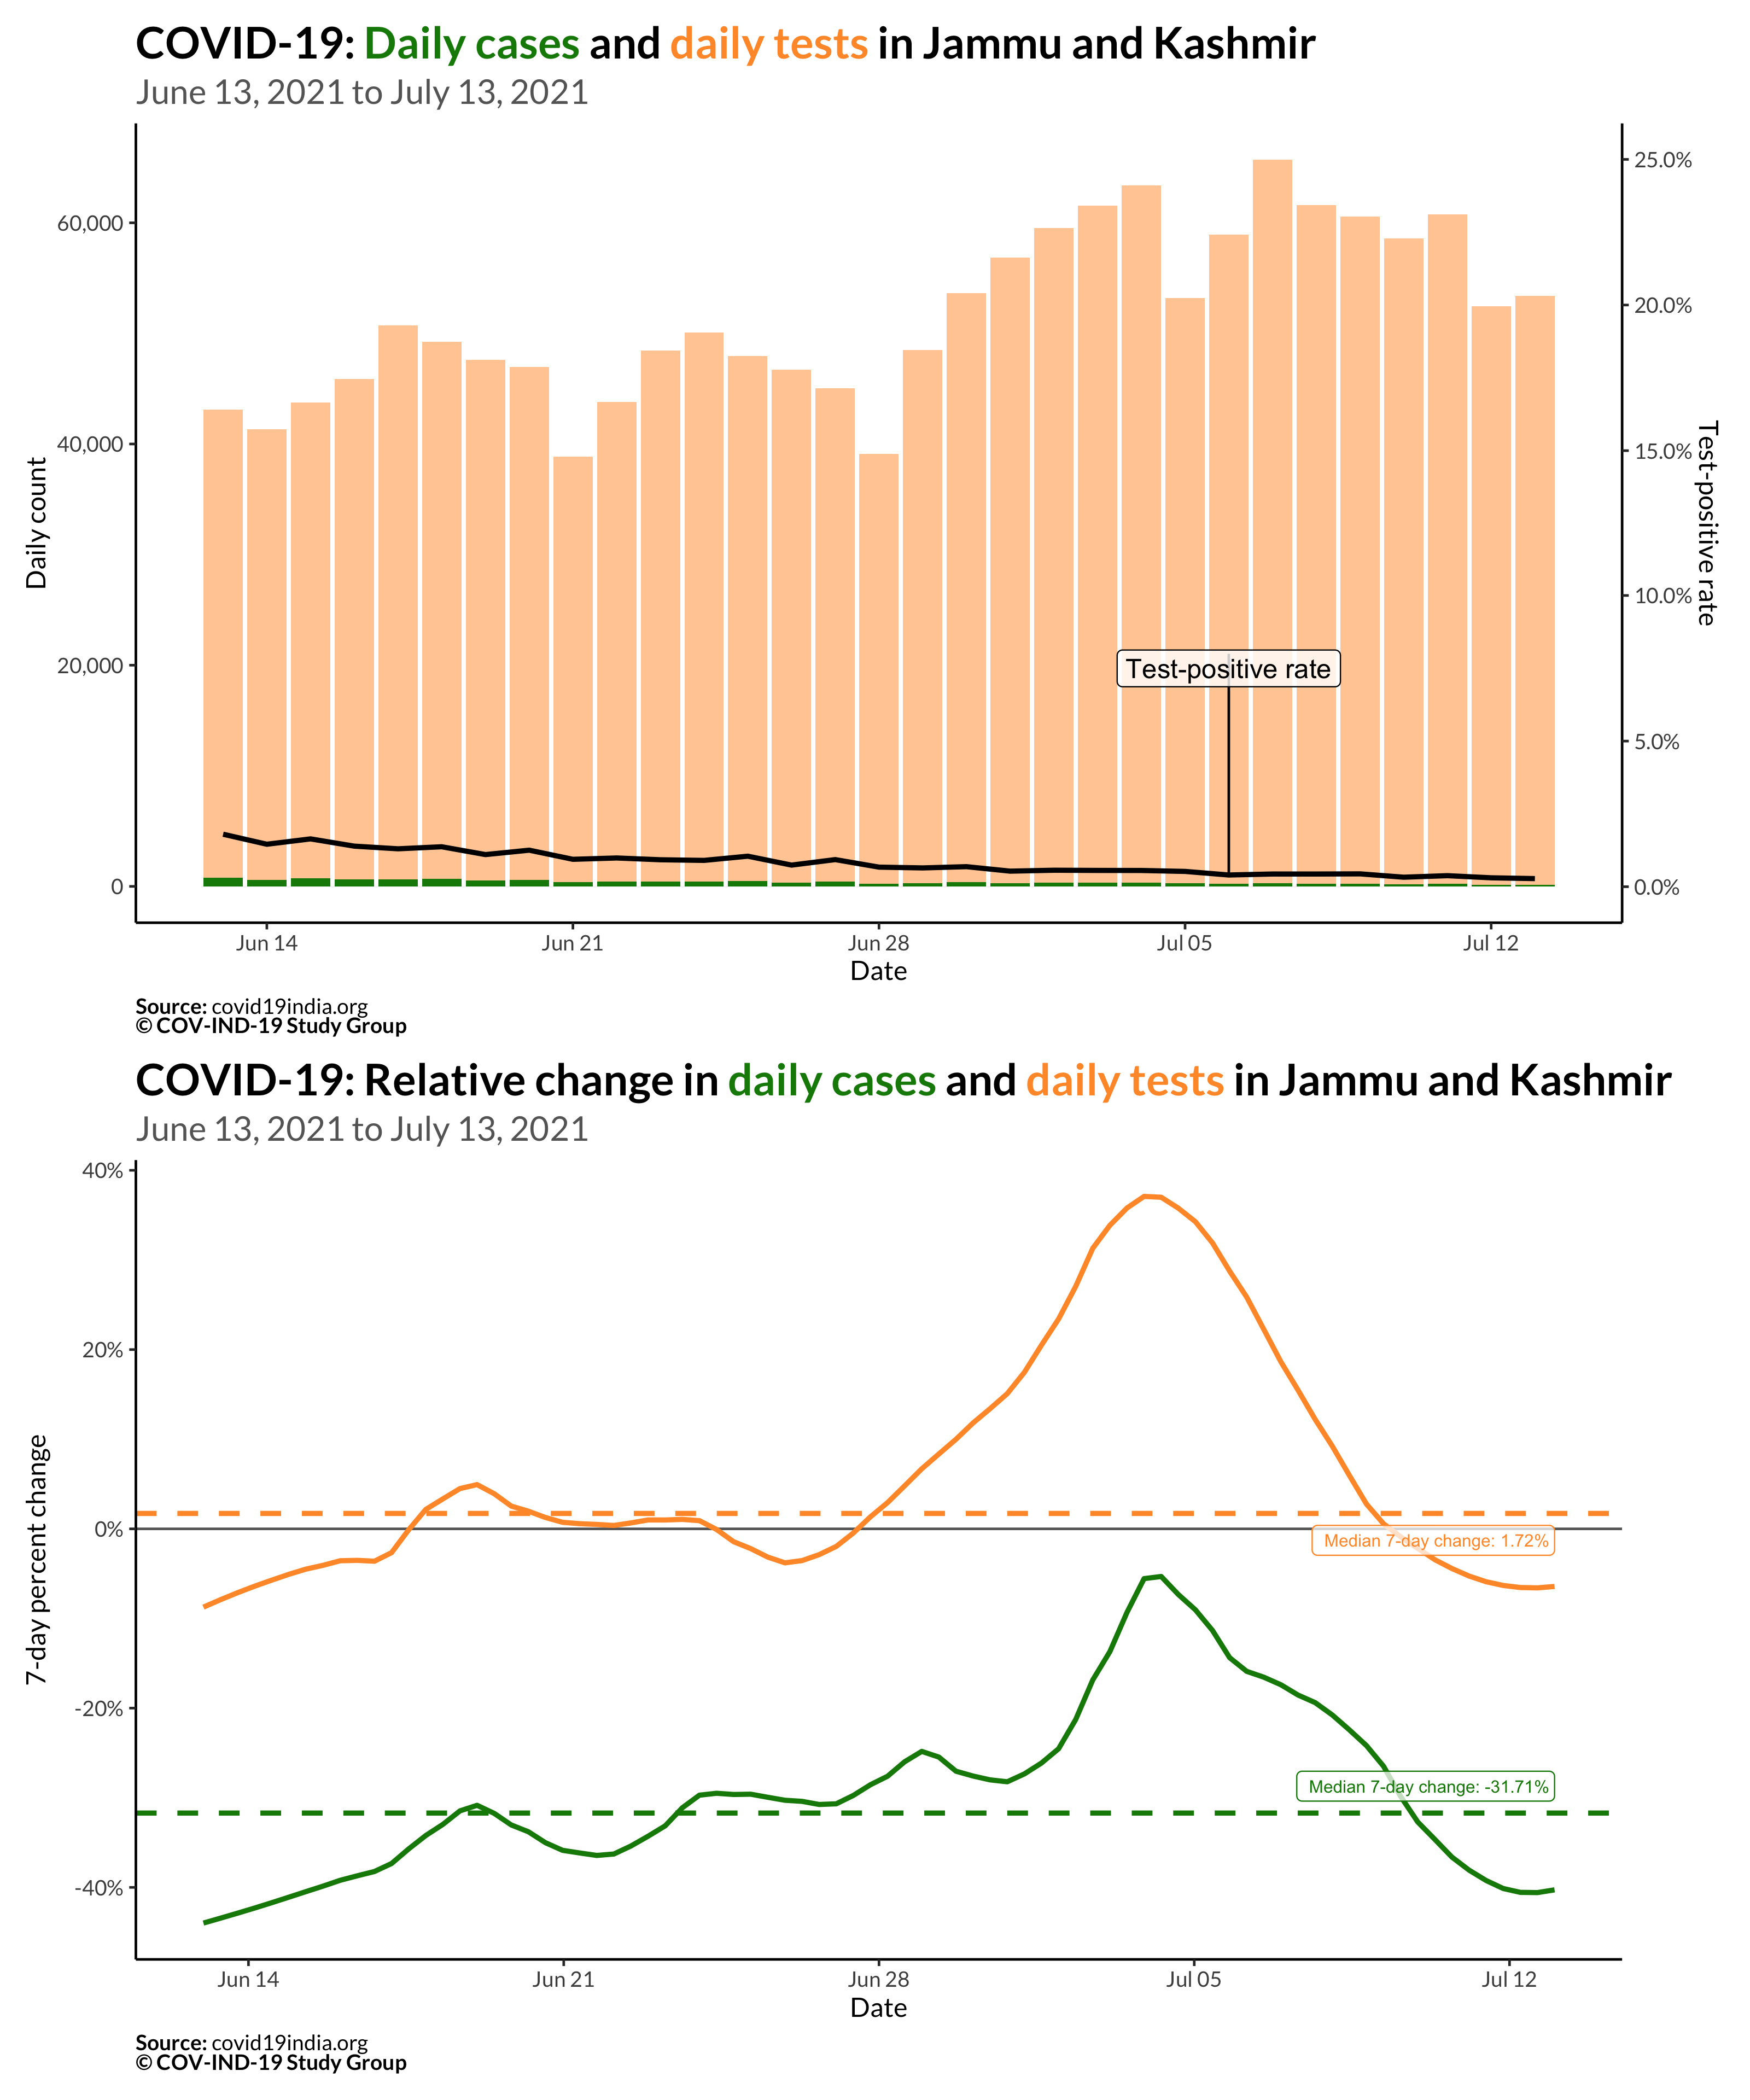 COVID-19: Daily cases and daily tests in Jammu and Kashmir
June 13, 2021 to July 13, 2021
Daily count
60,000
40,000
20,000
0
25.0%
20.0%
15.0%
10.0%
5.0%
0.0%
Test-positive rate
Test-positive rate
Jun 14
Jun 21
Jun 28
Jul 05
Jul 12
Date
Source: covid19india.org
© COV-IND-19 Study Group
COVID-19: Relative change in daily cases and daily tests in Jammu and Kashmir
June 13, 2021 to July 13, 2021
7-day percent change
40%
20%
0%
-20%
-40%
Median 7-day change: 1.72%
Median 7-day change: -31.71%
Jun 14
Jun 21
Jun 28
Jul 05
Jul 12
Date
Source: covid19india.org
© COV-IND-19 Study Group